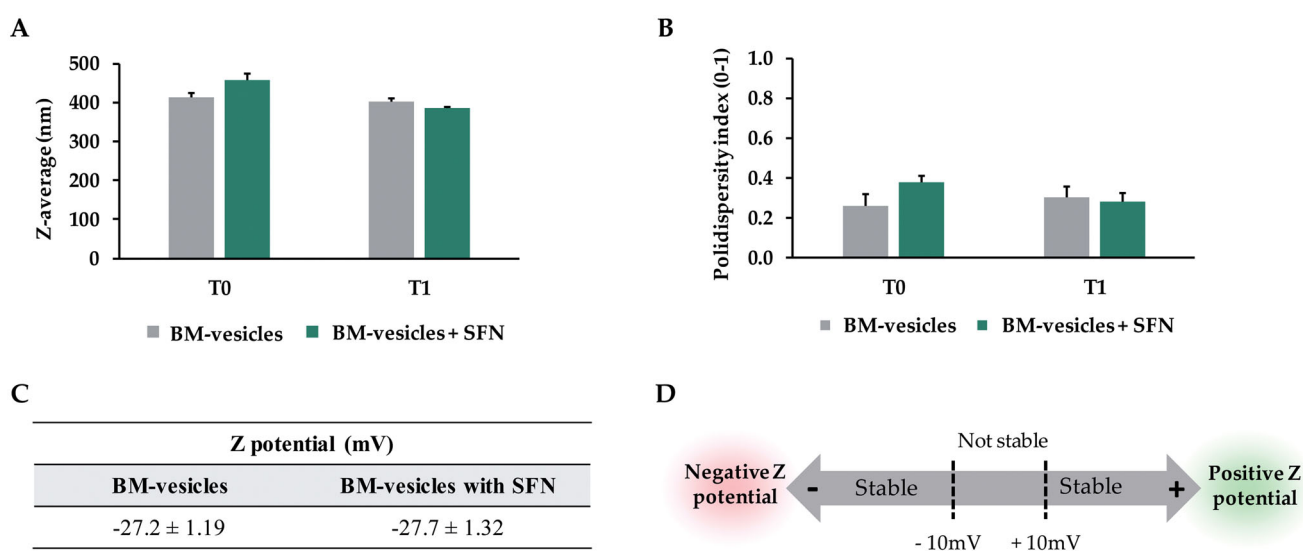 A
Z-average (nm)
500
400
300
200
100
0
T0 T1
BM-vesicles BM-vesicles + SFN
B
Polidispersity index (0-1)
1.0
0.8
0.6
0.4
0.2
0.0
T0 T1
BM-vesicles BM-vesicles + SFN
C
Z potential (mV)
BM-vesicles BM-vesicles with SFN
-27.2 ± 1.19 -27.7 ± 1.32
D
Not stable
Negative Z
potential
- Stable Stable +
Positive Z
potential
- 10mV + 10mV